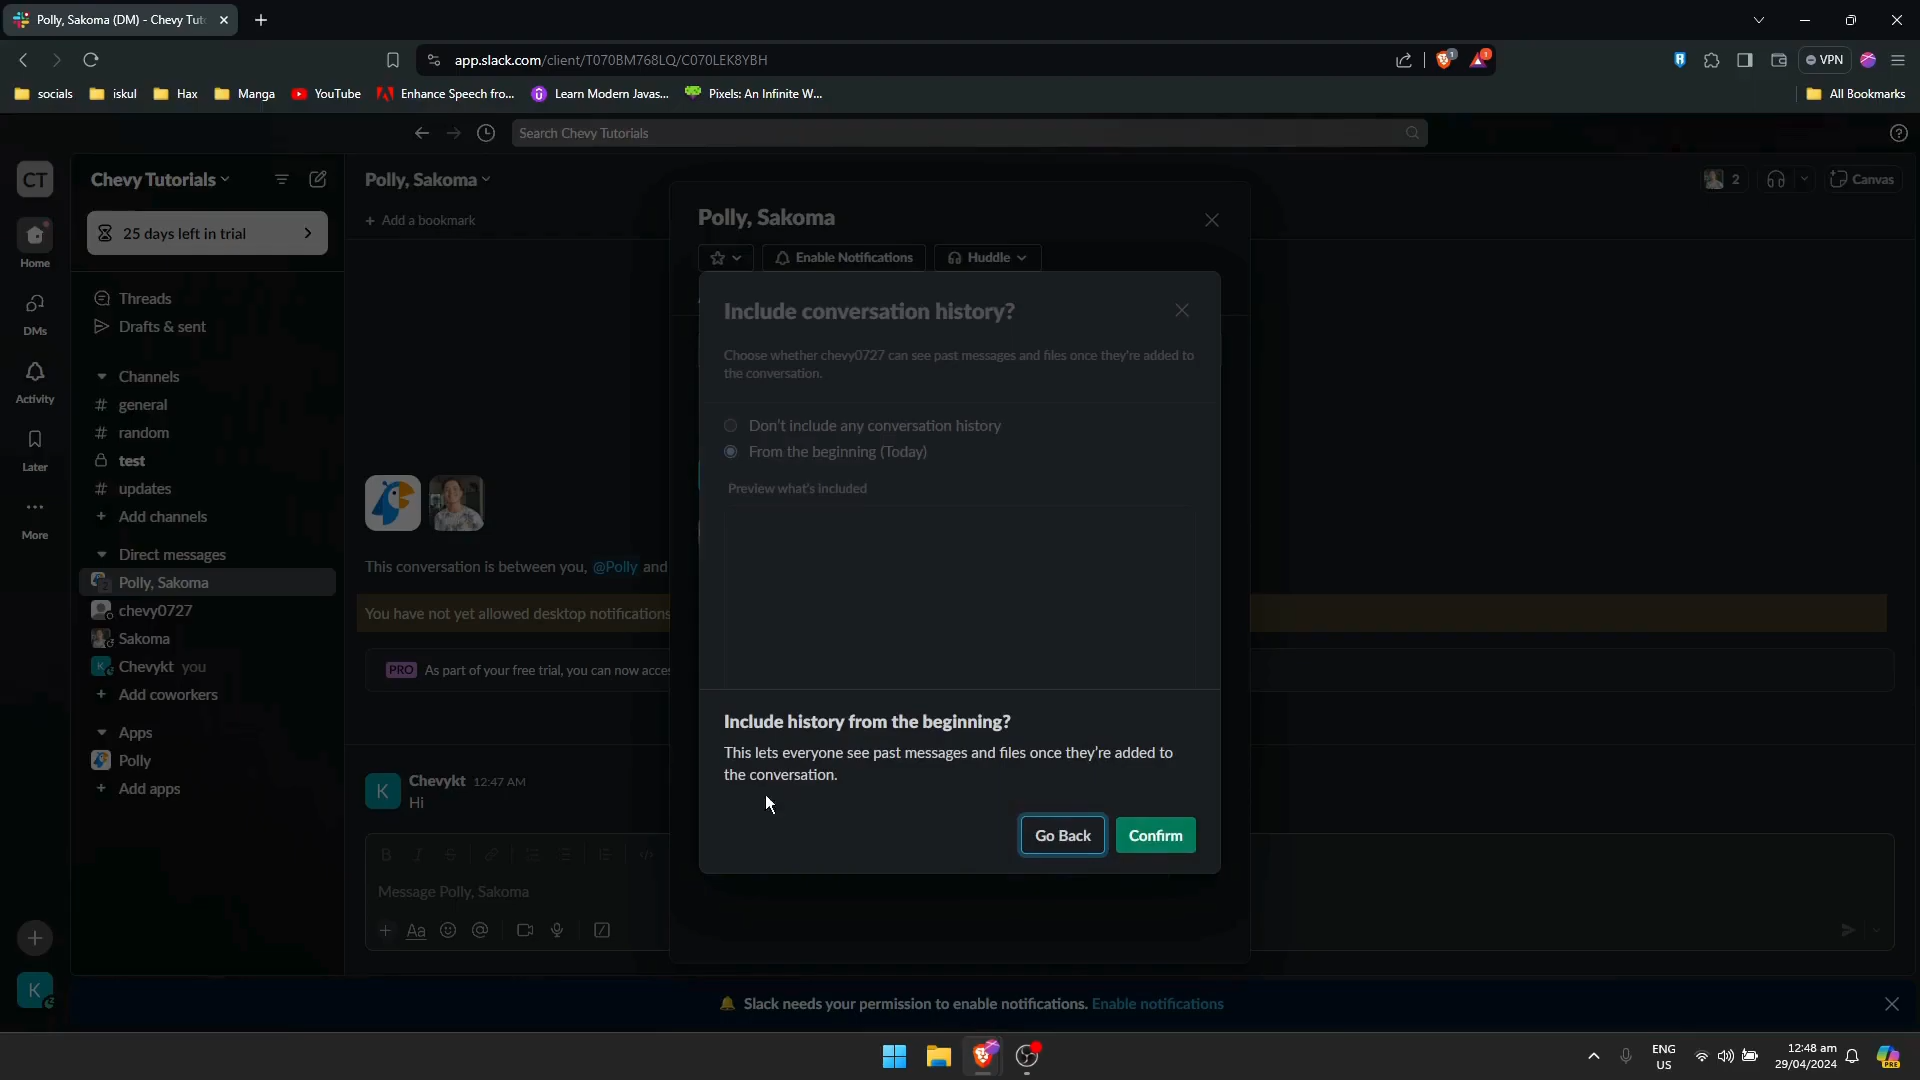 Polly, Sakoma (DM) - Chevy Tut
app.slack.com/client/T070BM768LQ/C070LEK8YBH
1
1
VPN
socials
iskul
Hax
Manga
YouTube
Enhance Speech fro...
Learn Modern Javas...
Pixels: An Infinite W...
All Bookmarks
Search Chevy Tutorials
CT
Chevy Tutorials
Polly, Sakoma
2
Canvas
25 days left in trial
+ Add a bookmark
Home
DMs
Activity
Later
More
Threads
Drafts & sent
Channels
# general
# random
test
# updates
+ Add channels
Direct messages
Polly, Sakoma
chevy0727
Sakoma
Chevykt you
+ Add coworkers
Apps
Polly
+ Add apps
K
This conversation is between you, @Polly and
You have not yet allowed desktop notifications
PRO As part of your free trial, you can now acce
K
Chevykt 12:47 AM
Hi
B I S
Message Polly, Sakoma
+ Aa @
Polly, Sakoma
Enable Notifications
Huddle
Include conversation history?
Choose whether chevy0727 can see past messages and files once they're added to
the conversation.
Don't include any conversation history
From the beginning (Today)
Preview what's included
Include history from the beginning?
This lets everyone see past messages and files once they're added to
the conversation.
Go Back
Confirm
Slack needs your permission to enable notifications. Enable notifications
ENG
US
12:48 am
29/04/2024
PRE